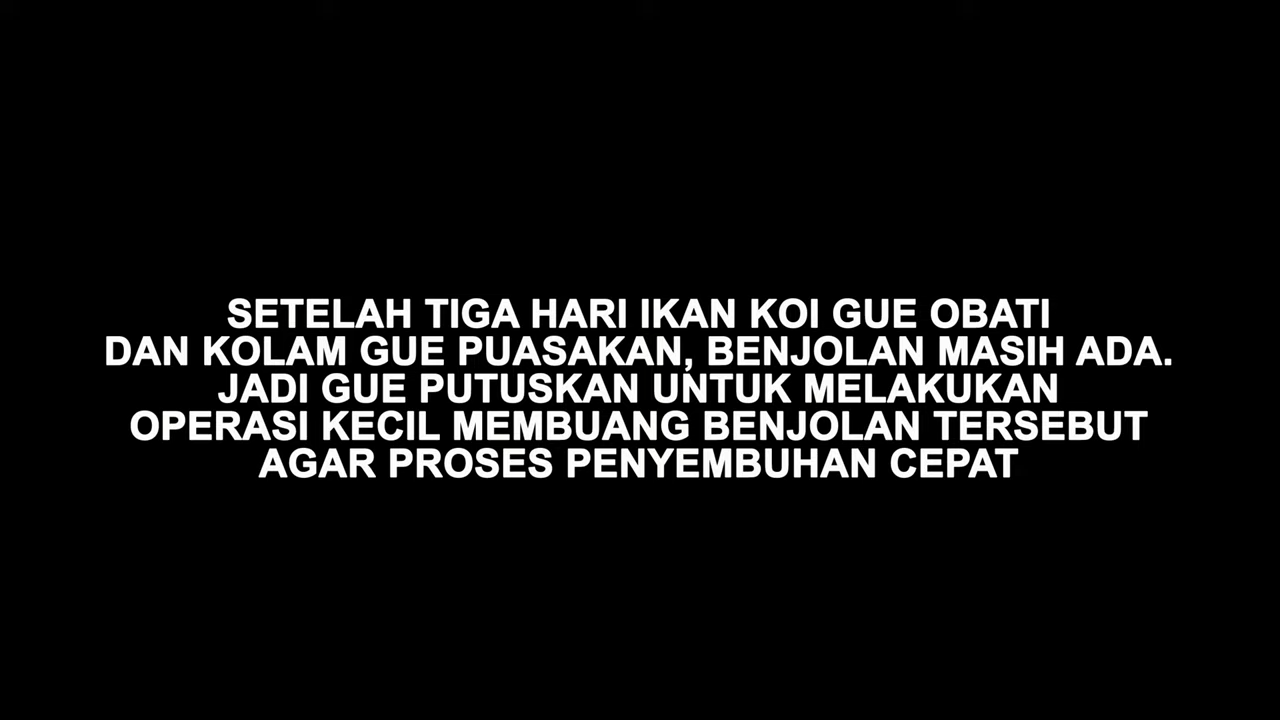 SETELAH TIGA HARI IKAN KOI GUE OBATI
DAN KOLAM GUE PUASAKAN, BENJOLAN MASIH ADA.
JADI GUE PUTUSKAN UNTUK MELAKUKAN
OPERASI KECIL MEMBUANG BENJOLAN TERSEBUT
AGAR PROSES PENYEMBUHAN CEPAT